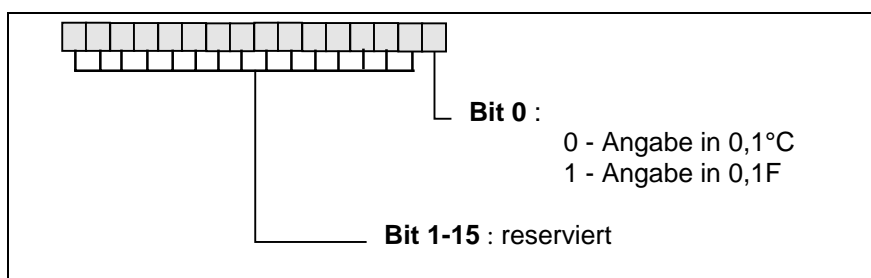 Bit 0 :
0 - Angabe in 0,1°C
1 - Angabe in 0,1F
Bit 1-15 : reserviert